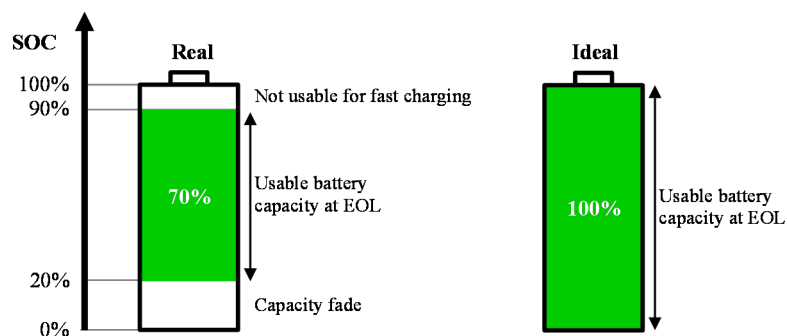 SOC
Real
Ideal
100%
Not usable for fast charging
90%
70%
Usable battery
capacity at EOL
100%
Usable battery
capacity at EOL
20%
Capacity fade
0%